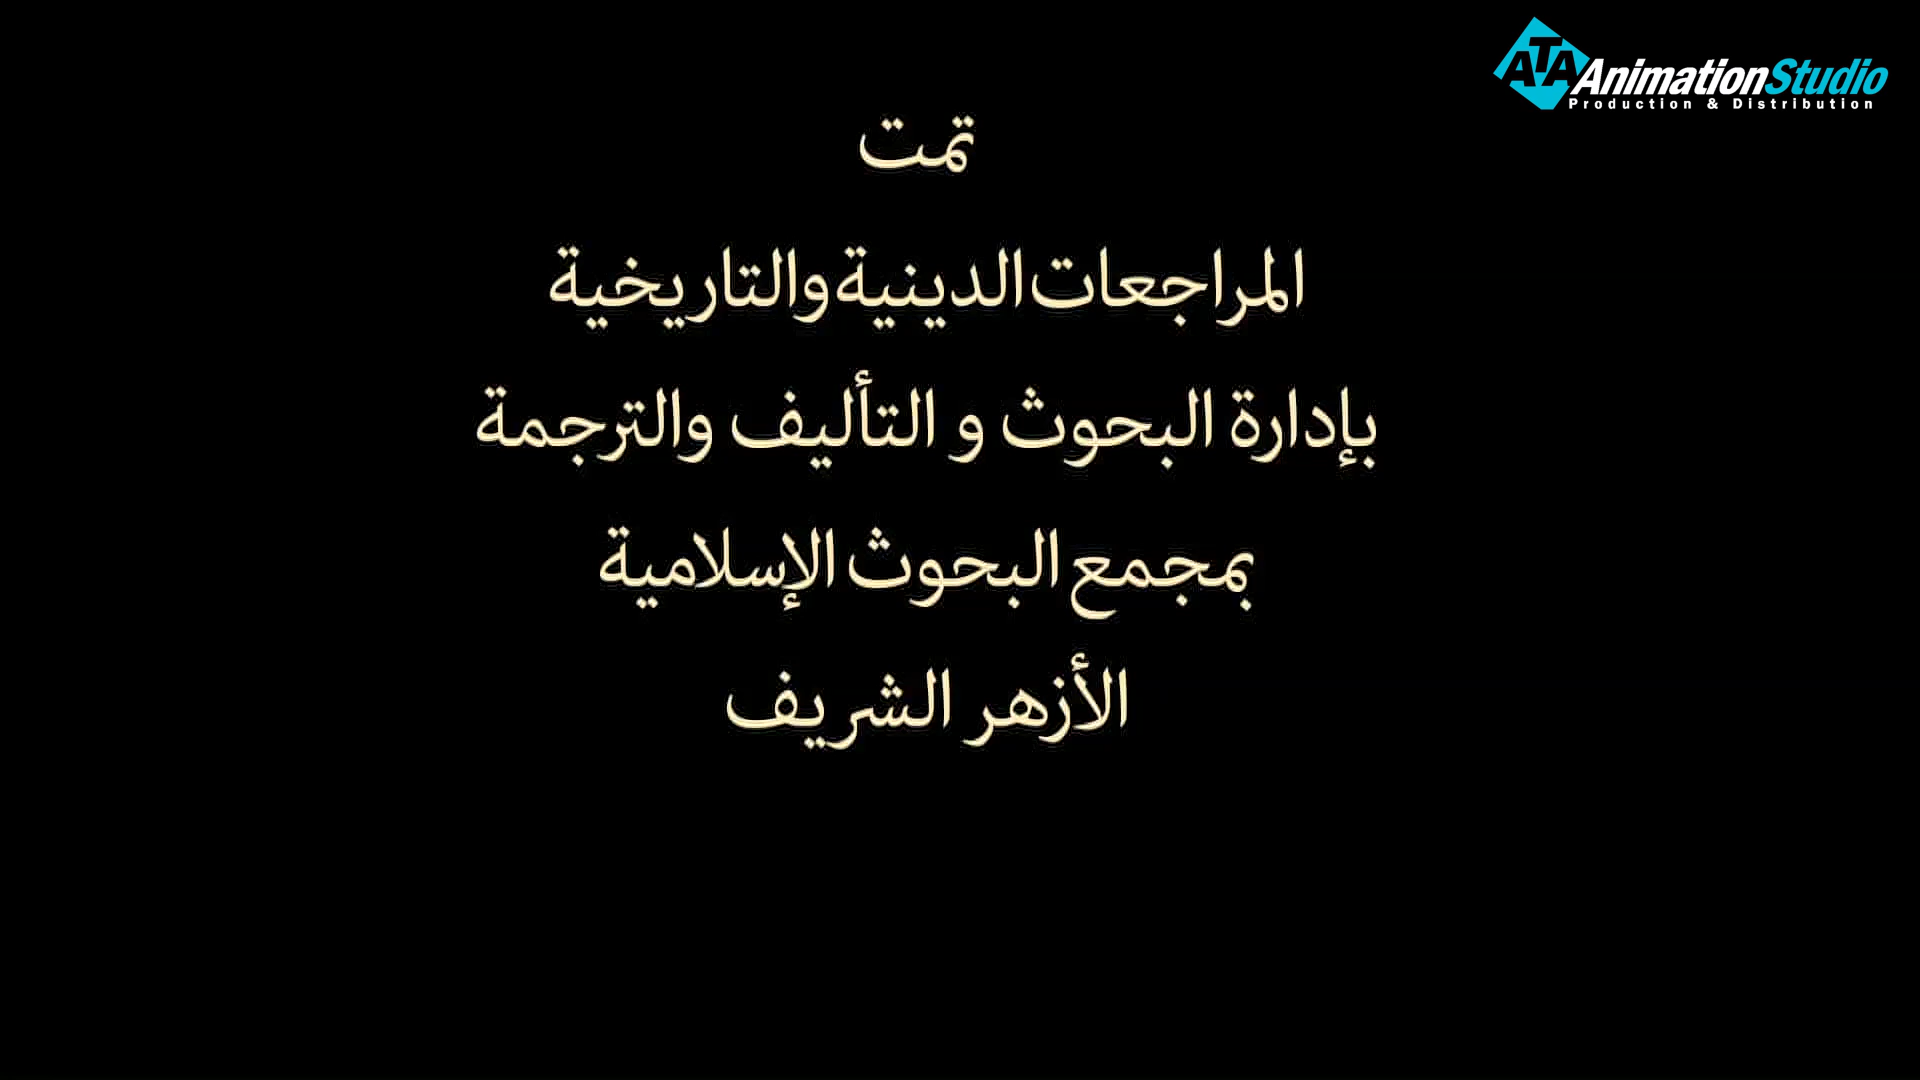 ATA AnimationStudio
Production & Distribution
تمت
المراجعات الدينية والتاريخية
بإدارة البحوث و التأليف والترجمة
بمجمع البحوث الإسلامية
الأزهر الشريف